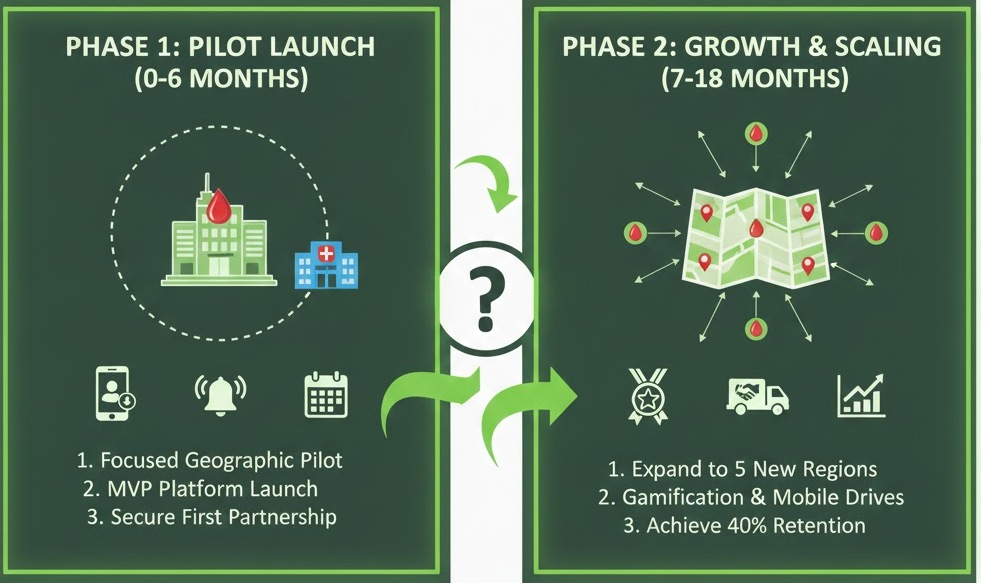 PHASE 1: PILOT LAUNCH
(0-6 MONTHS)
1. Focused Geographic Pilot
2. MVP Platform Launch
3. Secure First Partnership
?
PHASE 2: GROWTH & SCALING
(7-18 MONTHS)
1. Expand to 5 New Regions
2. Gamification & Mobile Drives
3. Achieve 40% Retention